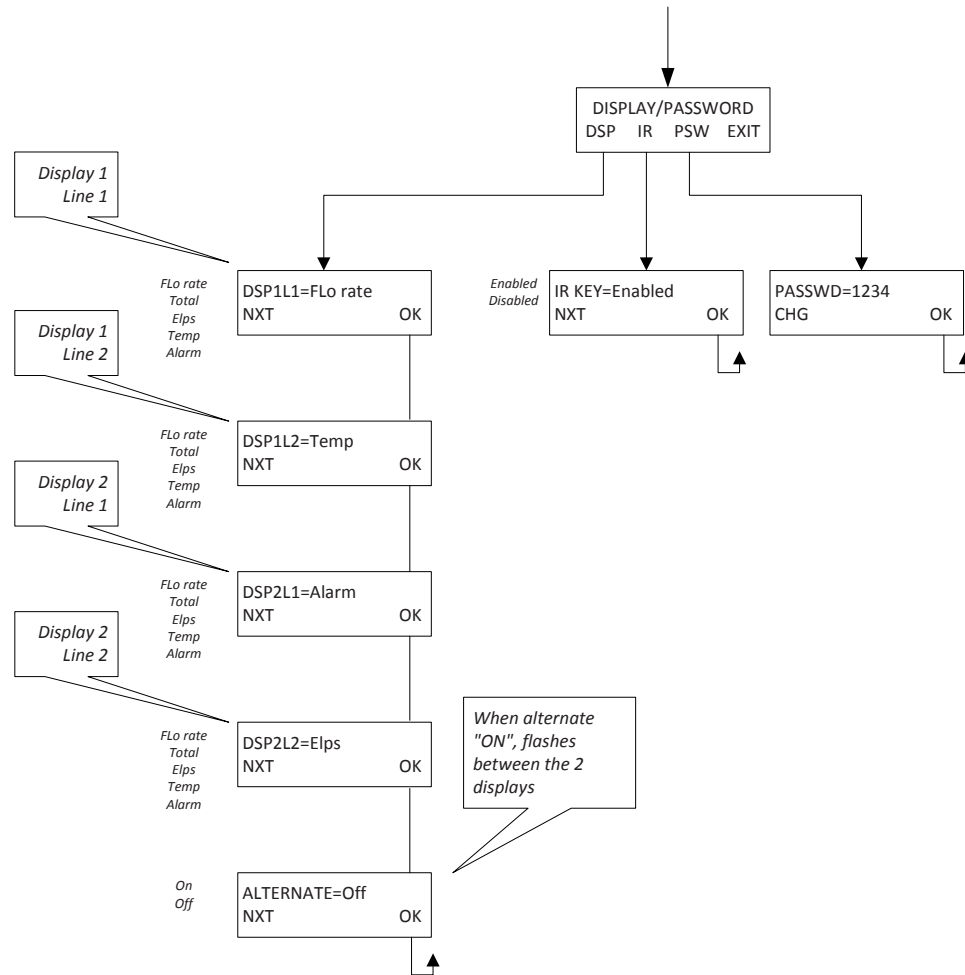 DISPLAY/PASSWORD
DSP IR PSW EXIT
Display 1
Line 1
FLo rate
Total
Elps
Temp
Alarm
DSP1L1=FLo rate
NXT OK
Enabled
Disabled
IR KEY=Enabled
NXT OK
PASSWD=1234
CHG OK
Display 1
Line 2
FLo rate
Total
Elps
Temp
Alarm
DSP1L2=Temp
NXT OK
Display 2
Line 1
FLo rate
Total
Elps
Temp
Alarm
DSP2L1=Alarm
NXT OK
Display 2
Line 2
FLo rate
Total
Elps
Temp
Alarm
DSP2L2=Elps
NXT OK
When alternate
"ON", flashes
between the 2
displays
On
Off
ALTERNATE=Off
NXT OK